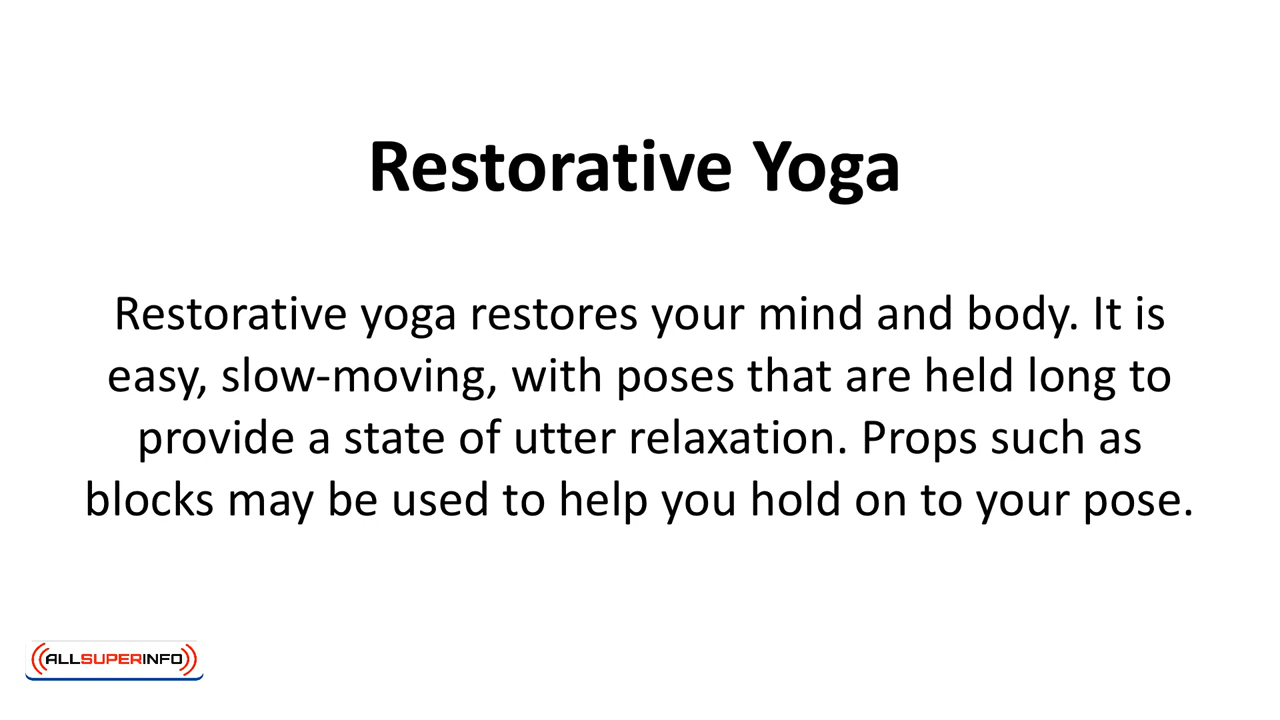 Restorative Yoga
Restorative yoga restores your mind and body. It is
easy, slow-moving, with poses that are held long to
provide a state of utter relaxation. Props such as
blocks may be used to help you hold on to your pose.
ALLSUPERINFO